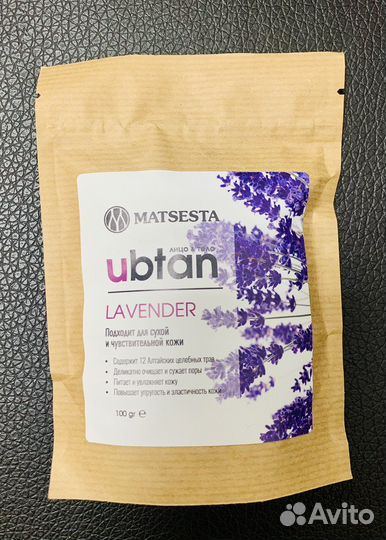 MATSESTA
лицо & тело
ubtan
LAVENDER
Подходит для сухой
и чувствительной кожи
• Содержит 12 Алтайских целебных трав
• Деликатно очищает и сужает поры
• Питает и увлажняет кожу
• Повышает упругость и эластичность кожи
100 gr ℮
Avito